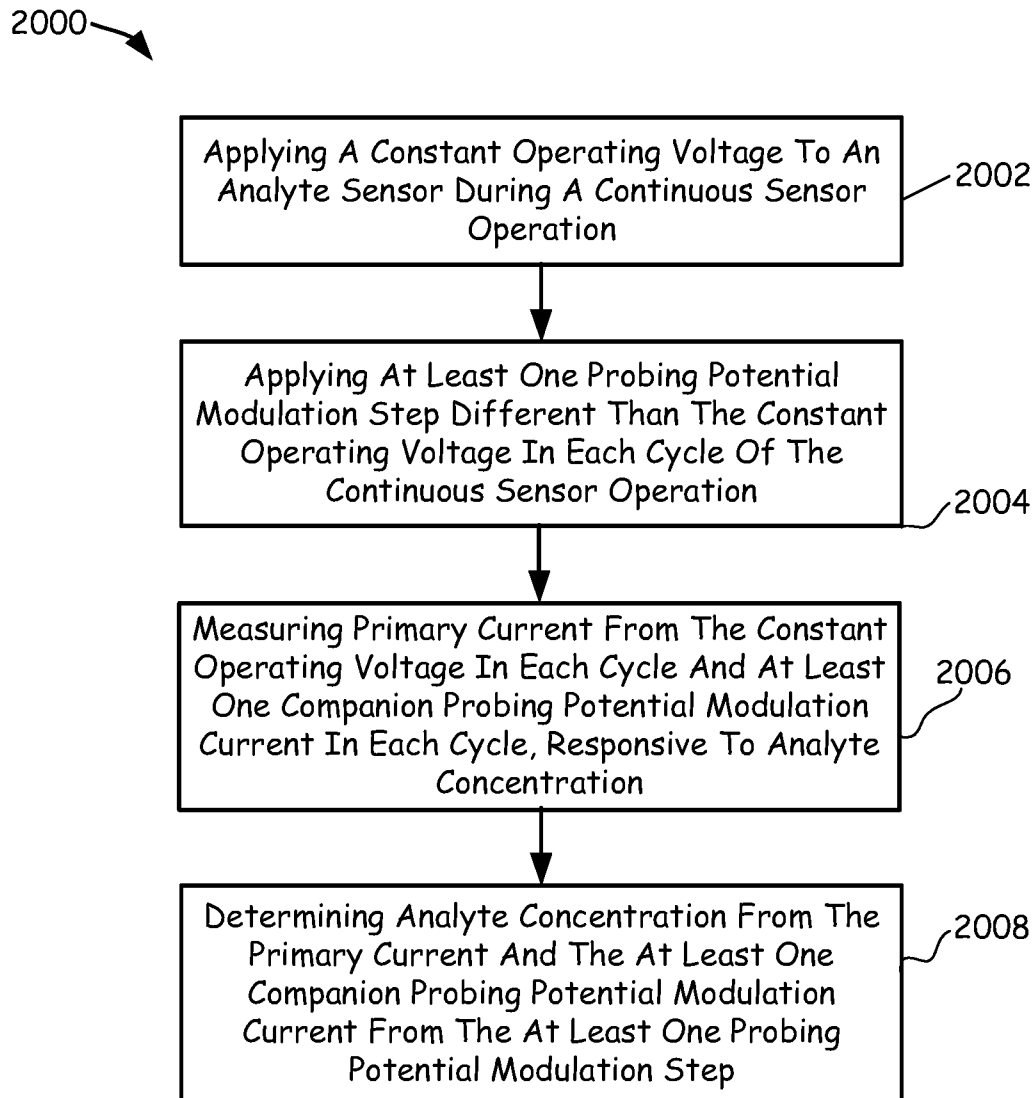 2000
Applying A Constant Operating Voltage To An
Analyte Sensor During A Continuous Sensor
Operation
2002
Applying At Least One Probing Potential
Modulation Step Different Than The Constant
Operating Voltage In Each Cycle Of The
Continuous Sensor Operation
2004
Measuring Primary Current From The Constant
Operating Voltage In Each Cycle And At Least
One Companion Probing Potential Modulation
Current In Each Cycle, Responsive To Analyte
Concentration
2006
Determining Analyte Concentration From The
Primary Current And The At Least One
Companion Probing Potential Modulation
Current From The At Least One Probing
Potential Modulation Step
2008